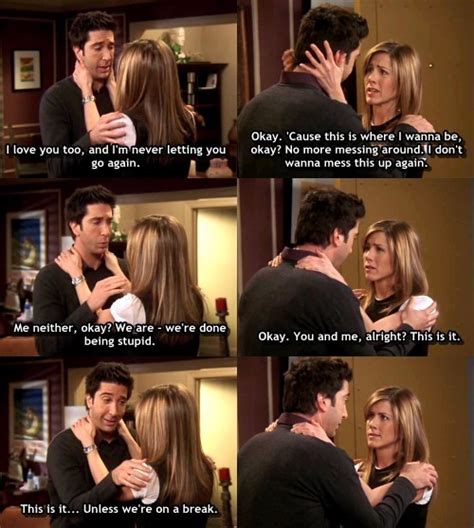 I love you too, and I'm never letting you
go again.
Okay. 'Cause this is where I wanna be,
okay? No more messing around. I don't
wanna mess this up again.
Me neither, okay? We are - we're done
being stupid.
Okay. You and me, alright? This is it.
This is it... Unless we're on a break.